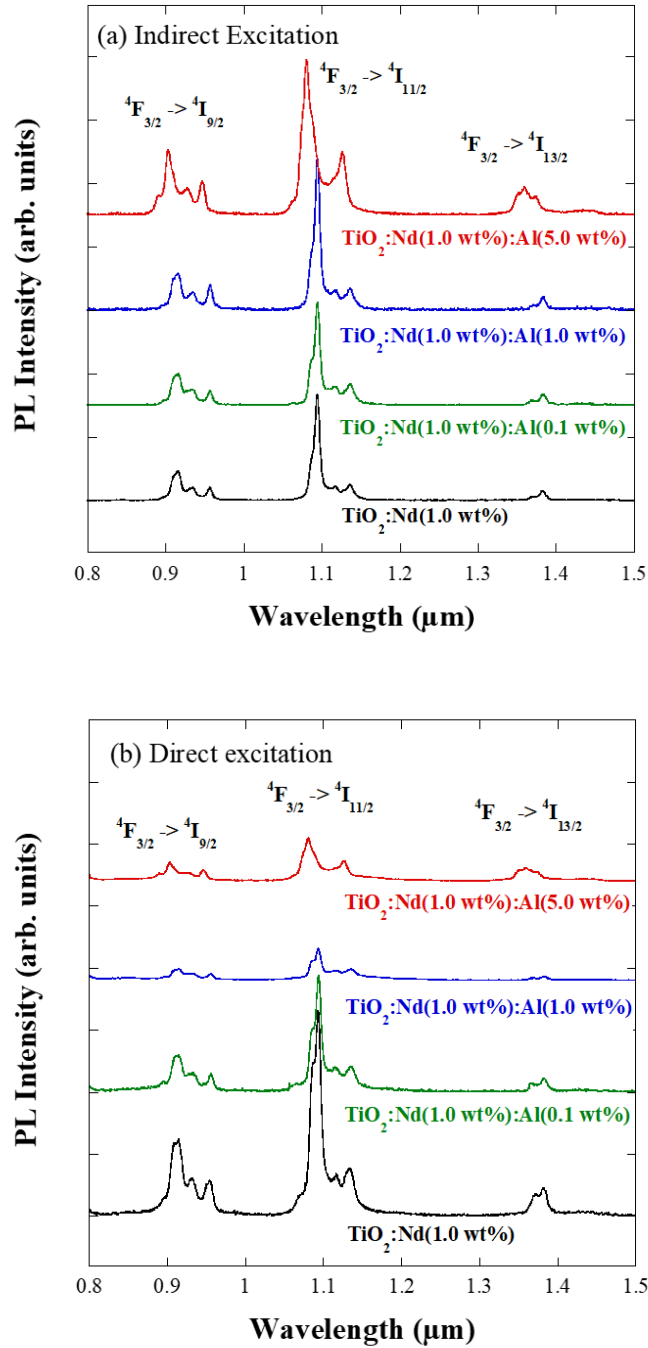 (a) Indirect Excitation
⁴F₃/₂ -> ⁴I₁₁/₂
⁴F₃/₂ -> ⁴I₉/₂
⁴F₃/₂ -> ⁴I₁₃/₂
TiO₂:Nd(1.0 wt%):Al(5.0 wt%)
TiO₂:Nd(1.0 wt%):Al(1.0 wt%)
TiO₂:Nd(1.0 wt%):Al(0.1 wt%)
TiO₂:Nd(1.0 wt%)
PL Intensity (arb. units)
0.8 0.9 1 1.1 1.2 1.3 1.4 1.5
Wavelength (µm)
(b) Direct excitation
⁴F₃/₂ -> ⁴I₁₁/₂
⁴F₃/₂ -> ⁴I₉/₂
⁴F₃/₂ -> ⁴I₁₃/₂
TiO₂:Nd(1.0 wt%):Al(5.0 wt%)
TiO₂:Nd(1.0 wt%):Al(1.0 wt%)
TiO₂:Nd(1.0 wt%):Al(0.1 wt%)
TiO₂:Nd(1.0 wt%)
PL Intensity (arb. units)
0.8 0.9 1 1.1 1.2 1.3 1.4 1.5
Wavelength (µm)